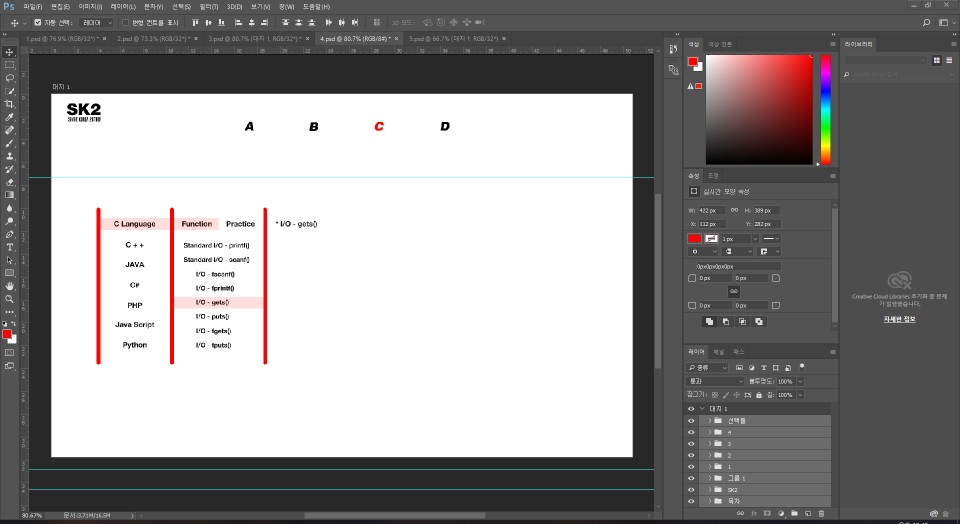 Ps 파일(F) 편집(E) 이미지(I) 레이어(L) 문자(Y) 선택(S) 필터(T) 3D(D) 보기(V) 창(W) 도움말(H)
자동 선택: 레이어 변형 컨트롤 표시
1.psd @ 76.9% (RGB/32*) * 2.psd @ 73.3% (RGB/32*) * 3.psd @ 80.7% (대지 1, RGB/32*) * 4.psd @ 80.7% (RGB/8#) * 5.psd @ 66.7% (대지 1, RGB/32*) *
대지 1
SK2
A B C D
C Language Function Practice * I/O - gets()
C + + Standard I/O - printf()
JAVA Standard I/O - scanf()
I/O - fscanf()
C# I/O - fprintf()
PHP I/O - gets()
I/O - puts()
Java Script I/O - fgets()
Python I/O - fputs()
80.67% 문서:3.71M/16.5M
색상 색상 견본
속성 조정
실시간 모양 속성
W: 422 px H: 389 px
X: 112 px Y: 282 px
1 px
0px0px0px0px
0 px 0 px
0 px 0 px
레이어 채널 패스
종류
통과 불투명도: 100%
잠그기: 칠: 100%
대지 1
선택툴
4
3
2
1
그룹 1
SK2
목차
fx
라이브러리
Creative Cloud Libraries 초기화 중 문제
가 발생했습니다.
자세한 정보